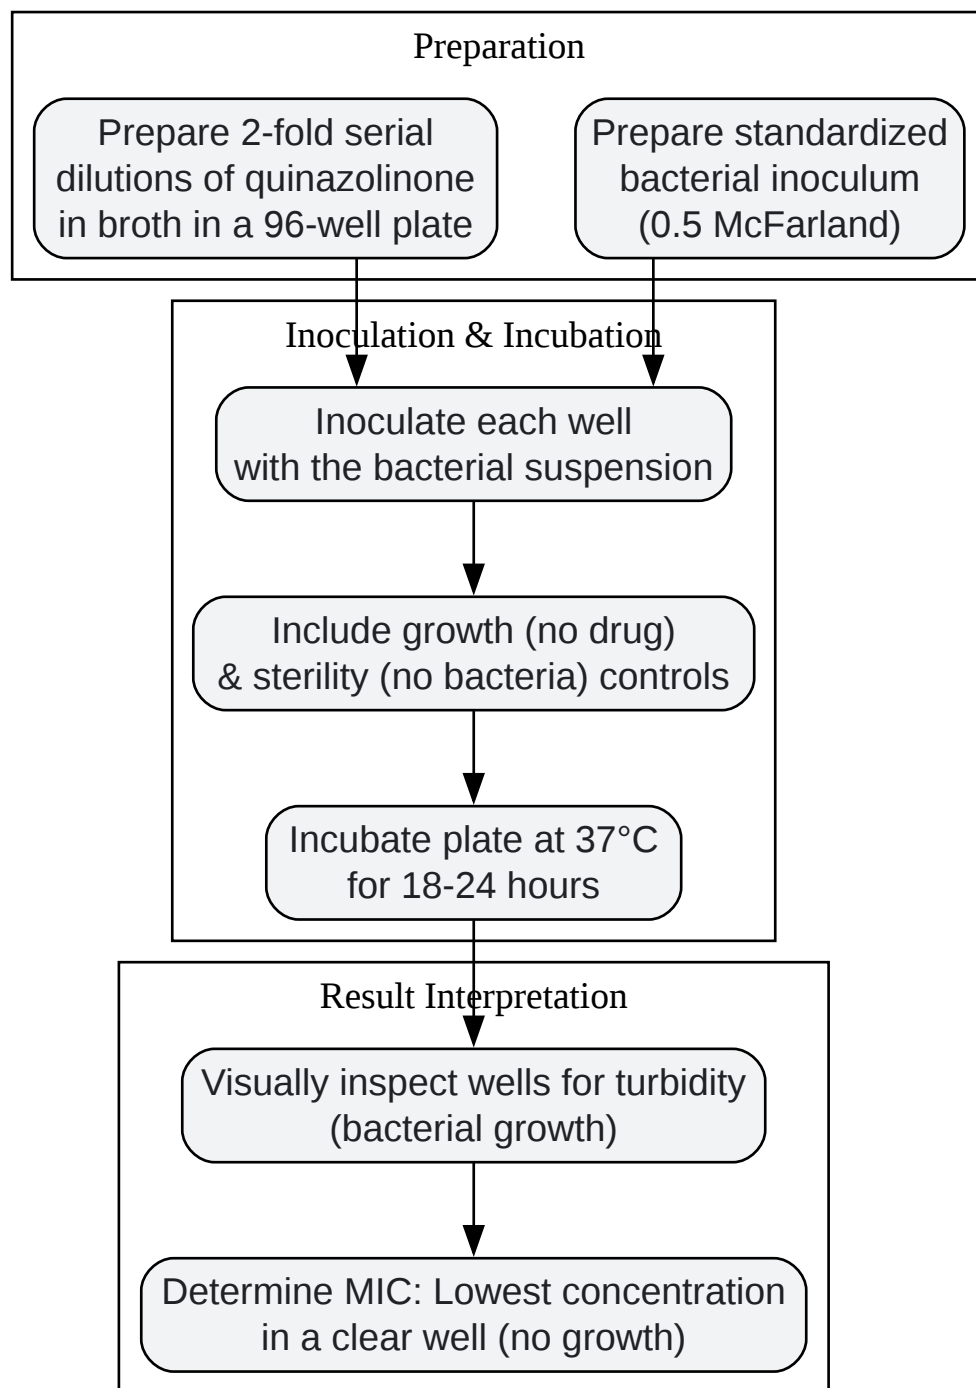 Preparation
Prepare 2-fold serial
dilutions of quinazolinone
in broth in a 96-well plate
Prepare standardized
bacterial inoculum
(0.5 McFarland)
Inoculation & Incubation
Inoculate each well
with the bacterial suspension
Include growth (no drug)
& sterility (no bacteria) controls
Incubate plate at 37°C
for 18-24 hours
Result Interpretation
Visually inspect wells for turbidity
(bacterial growth)
Determine MIC: Lowest concentration
in a clear well (no growth)